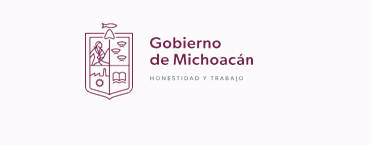 Gobierno
de Michoacán
HONESTIDAD Y TRABAJO